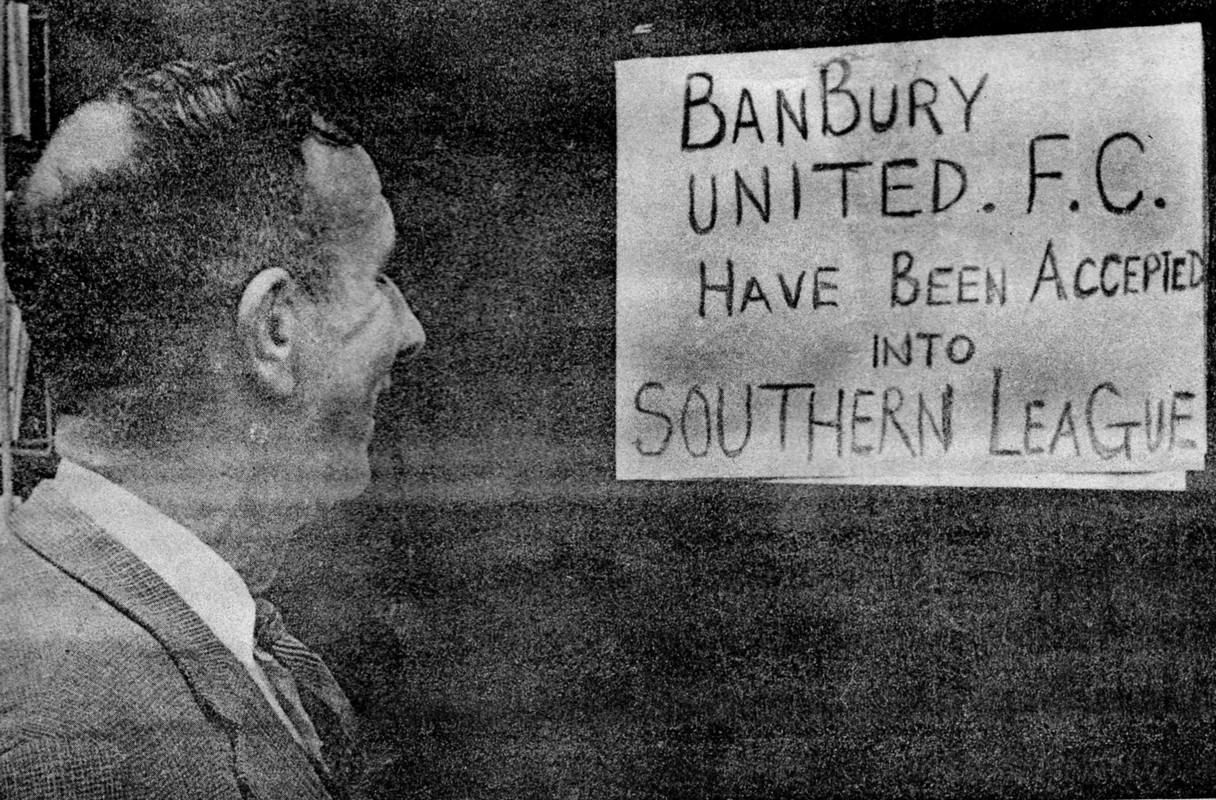 BANBURY
UNITED. F.C.
HAVE BEEN ACCEPTED
INTO
SOUTHERN LEAGUE